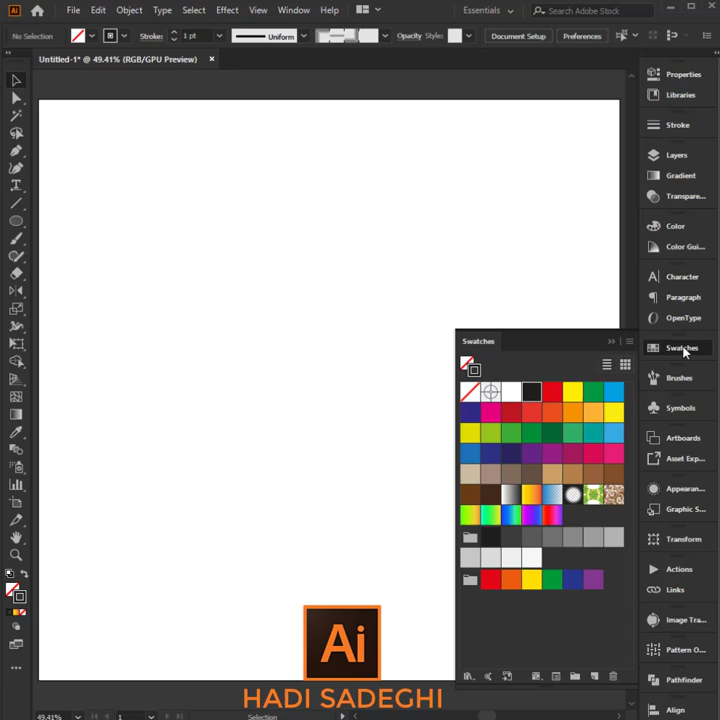 Ai File Edit Object Type Select Effect View Window Help Essentials Search Adobe Stock
No Selection Stroke: 1 pt Uniform Opacity Styles Document Setup Preferences
Untitled-1* @ 49.41% (RGB/GPU Preview) ×
Properties
Libraries
Stroke
Layers
Gradient
Transpare...
Color
Color Gui...
Character
Paragraph
OpenType
Swatches
Swatches
Brushes
Symbols
Artboards
Asset Exp...
Appearan...
Graphic S...
Transform
Actions
Links
Image Tra...
Pattern O...
Pathfinder
Align
Ai
HADI SADEGHI
49.41% 1 Selection